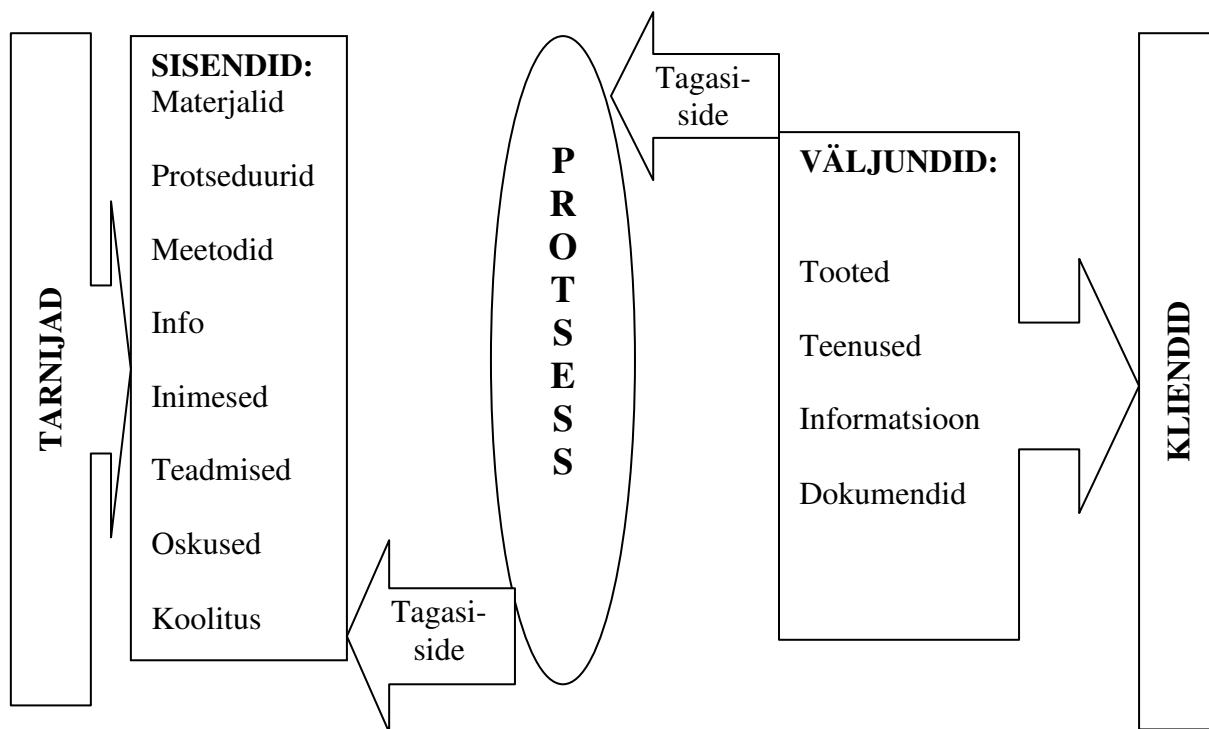 TARNIJAD
SISENDID:
Materjalid
Protseduurid
Meetodid
Info
Inimesed
Teadmised
Oskused
Koolitus
Tagasi-
side
PROTSESS
Tagasi-
side
VÄLJUNDID:
Tooted
Teenused
Informatsioon
Dokumendid
KLIENDID